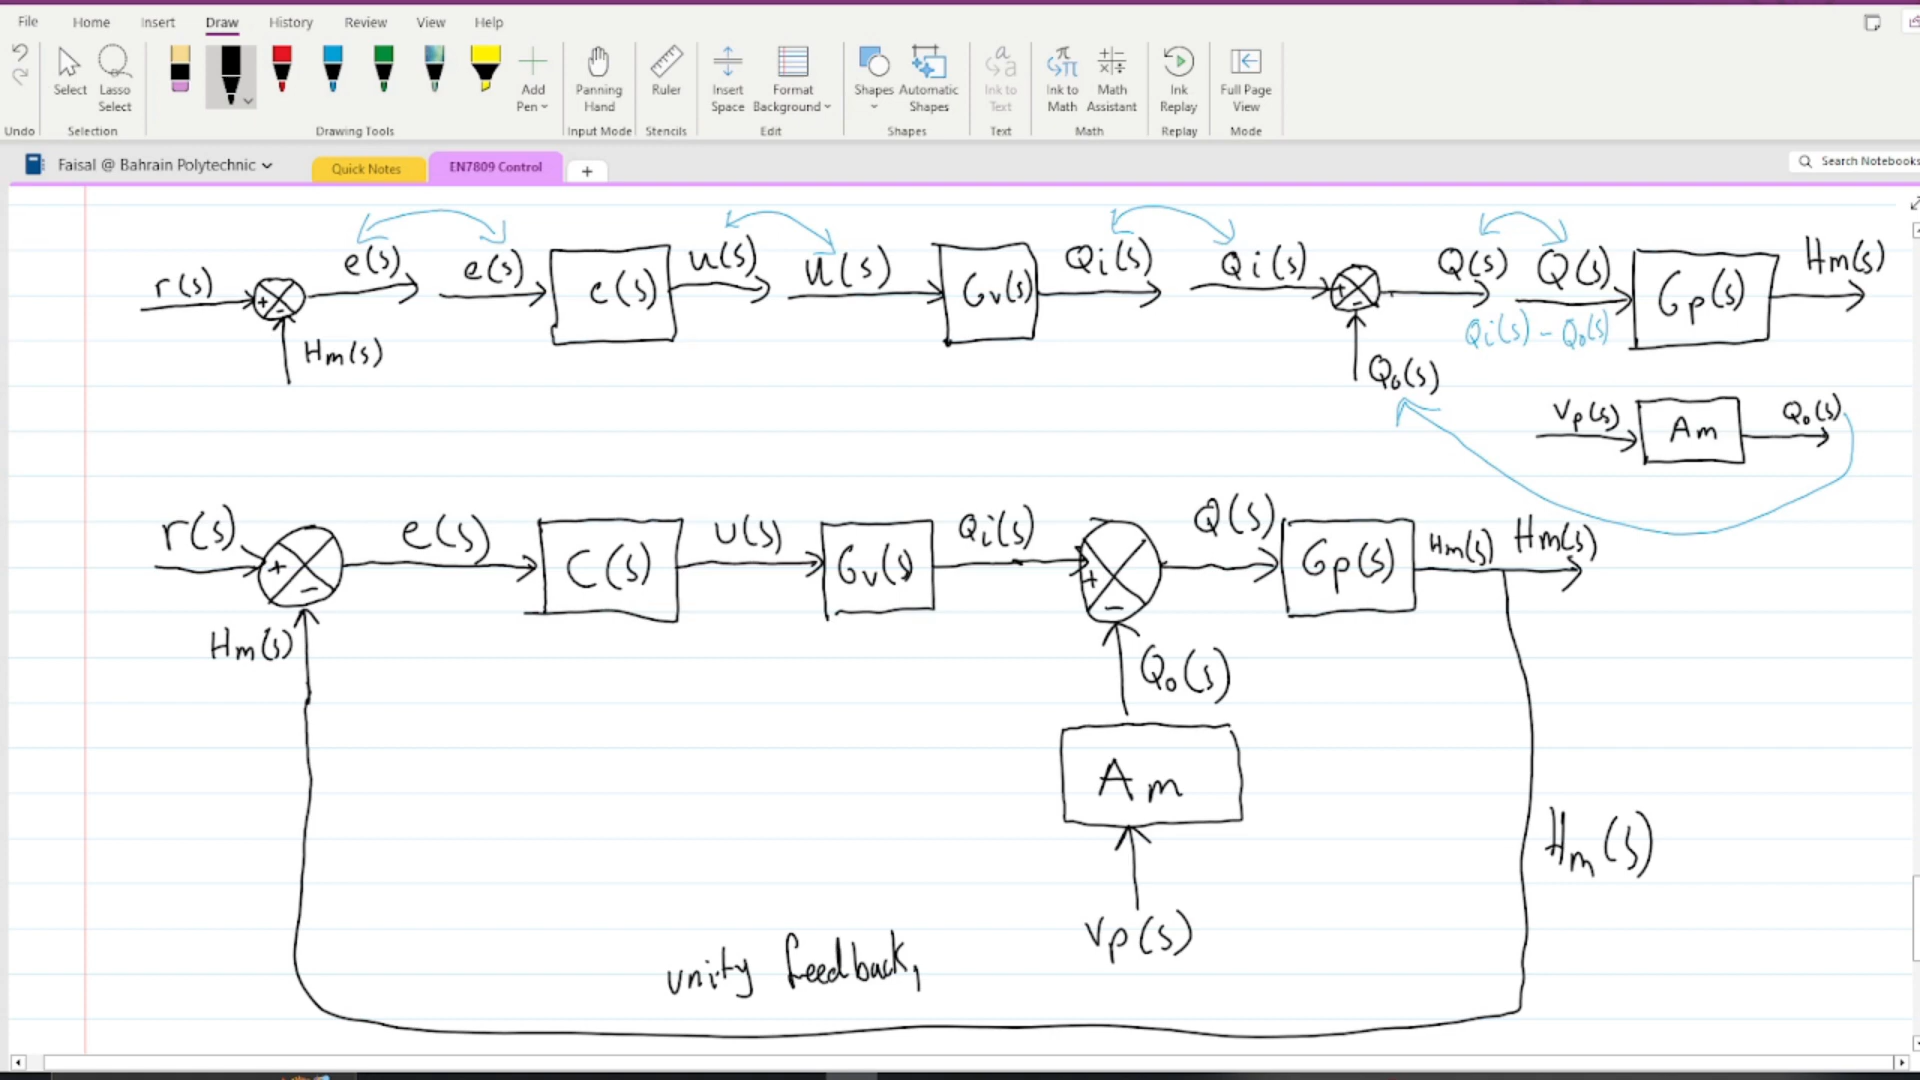 File Home Insert Draw History Review View Help
Undo
Select
Lasso Select
Selection
Drawing Tools
Add Pen
Panning Hand
Input Mode
Ruler
Stencils
Insert Space
Format Background
Edit
Shapes
Automatic Shapes
Shapes
Ink to Text
Text
Ink to Math
Math Assistant
Math
Ink Replay
Replay
Full Page View
Mode
Faisal @ Bahrain Polytechnic
Quick Notes
EN7809 Control
+
Search Notebooks
r(s) + - e(s) e(s) C(s) u(s) u(s) Gv(s) Qi(s) Qi(s) + - Q(s) Q(s) Gp(s) Hm(s)
Hm(s) Qo(s) Qi(s) - Qo(s)
Vp(s) Am Qo(s)
r(s) + - e(s) C(s) U(s) Gv(s) Qi(s) + - Q(s) Gp(s) Hm(s) Hm(s)
Hm(s) Qo(s)
Am
Hm(s)
Vp(s)
unity feedback,